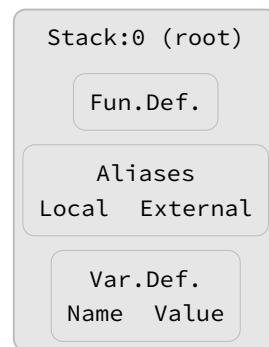 Stack:0 (root)
Fun.Def.
Aliases
Local External
Var.Def.
Name Value